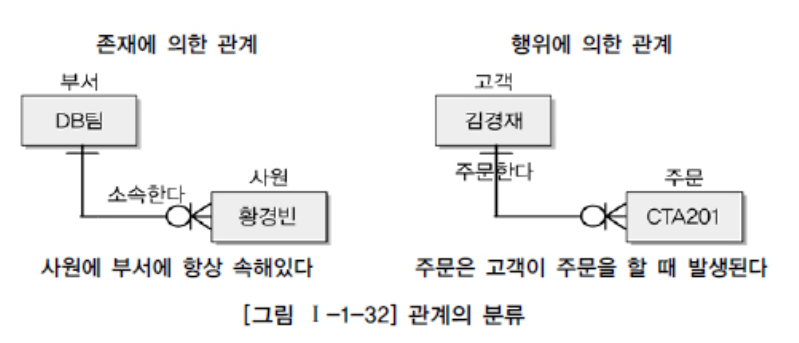 존재에 의한 관계
행위에 의한 관계
부서
DB팀
소속한다
사원
황경빈
사원에 부서에 항상 속해있다
고객
김경재
주문한다
주문
CTA201
주문은 고객이 주문을 할 때 발생된다
[그림 Ⅰ-1-32] 관계의 분류